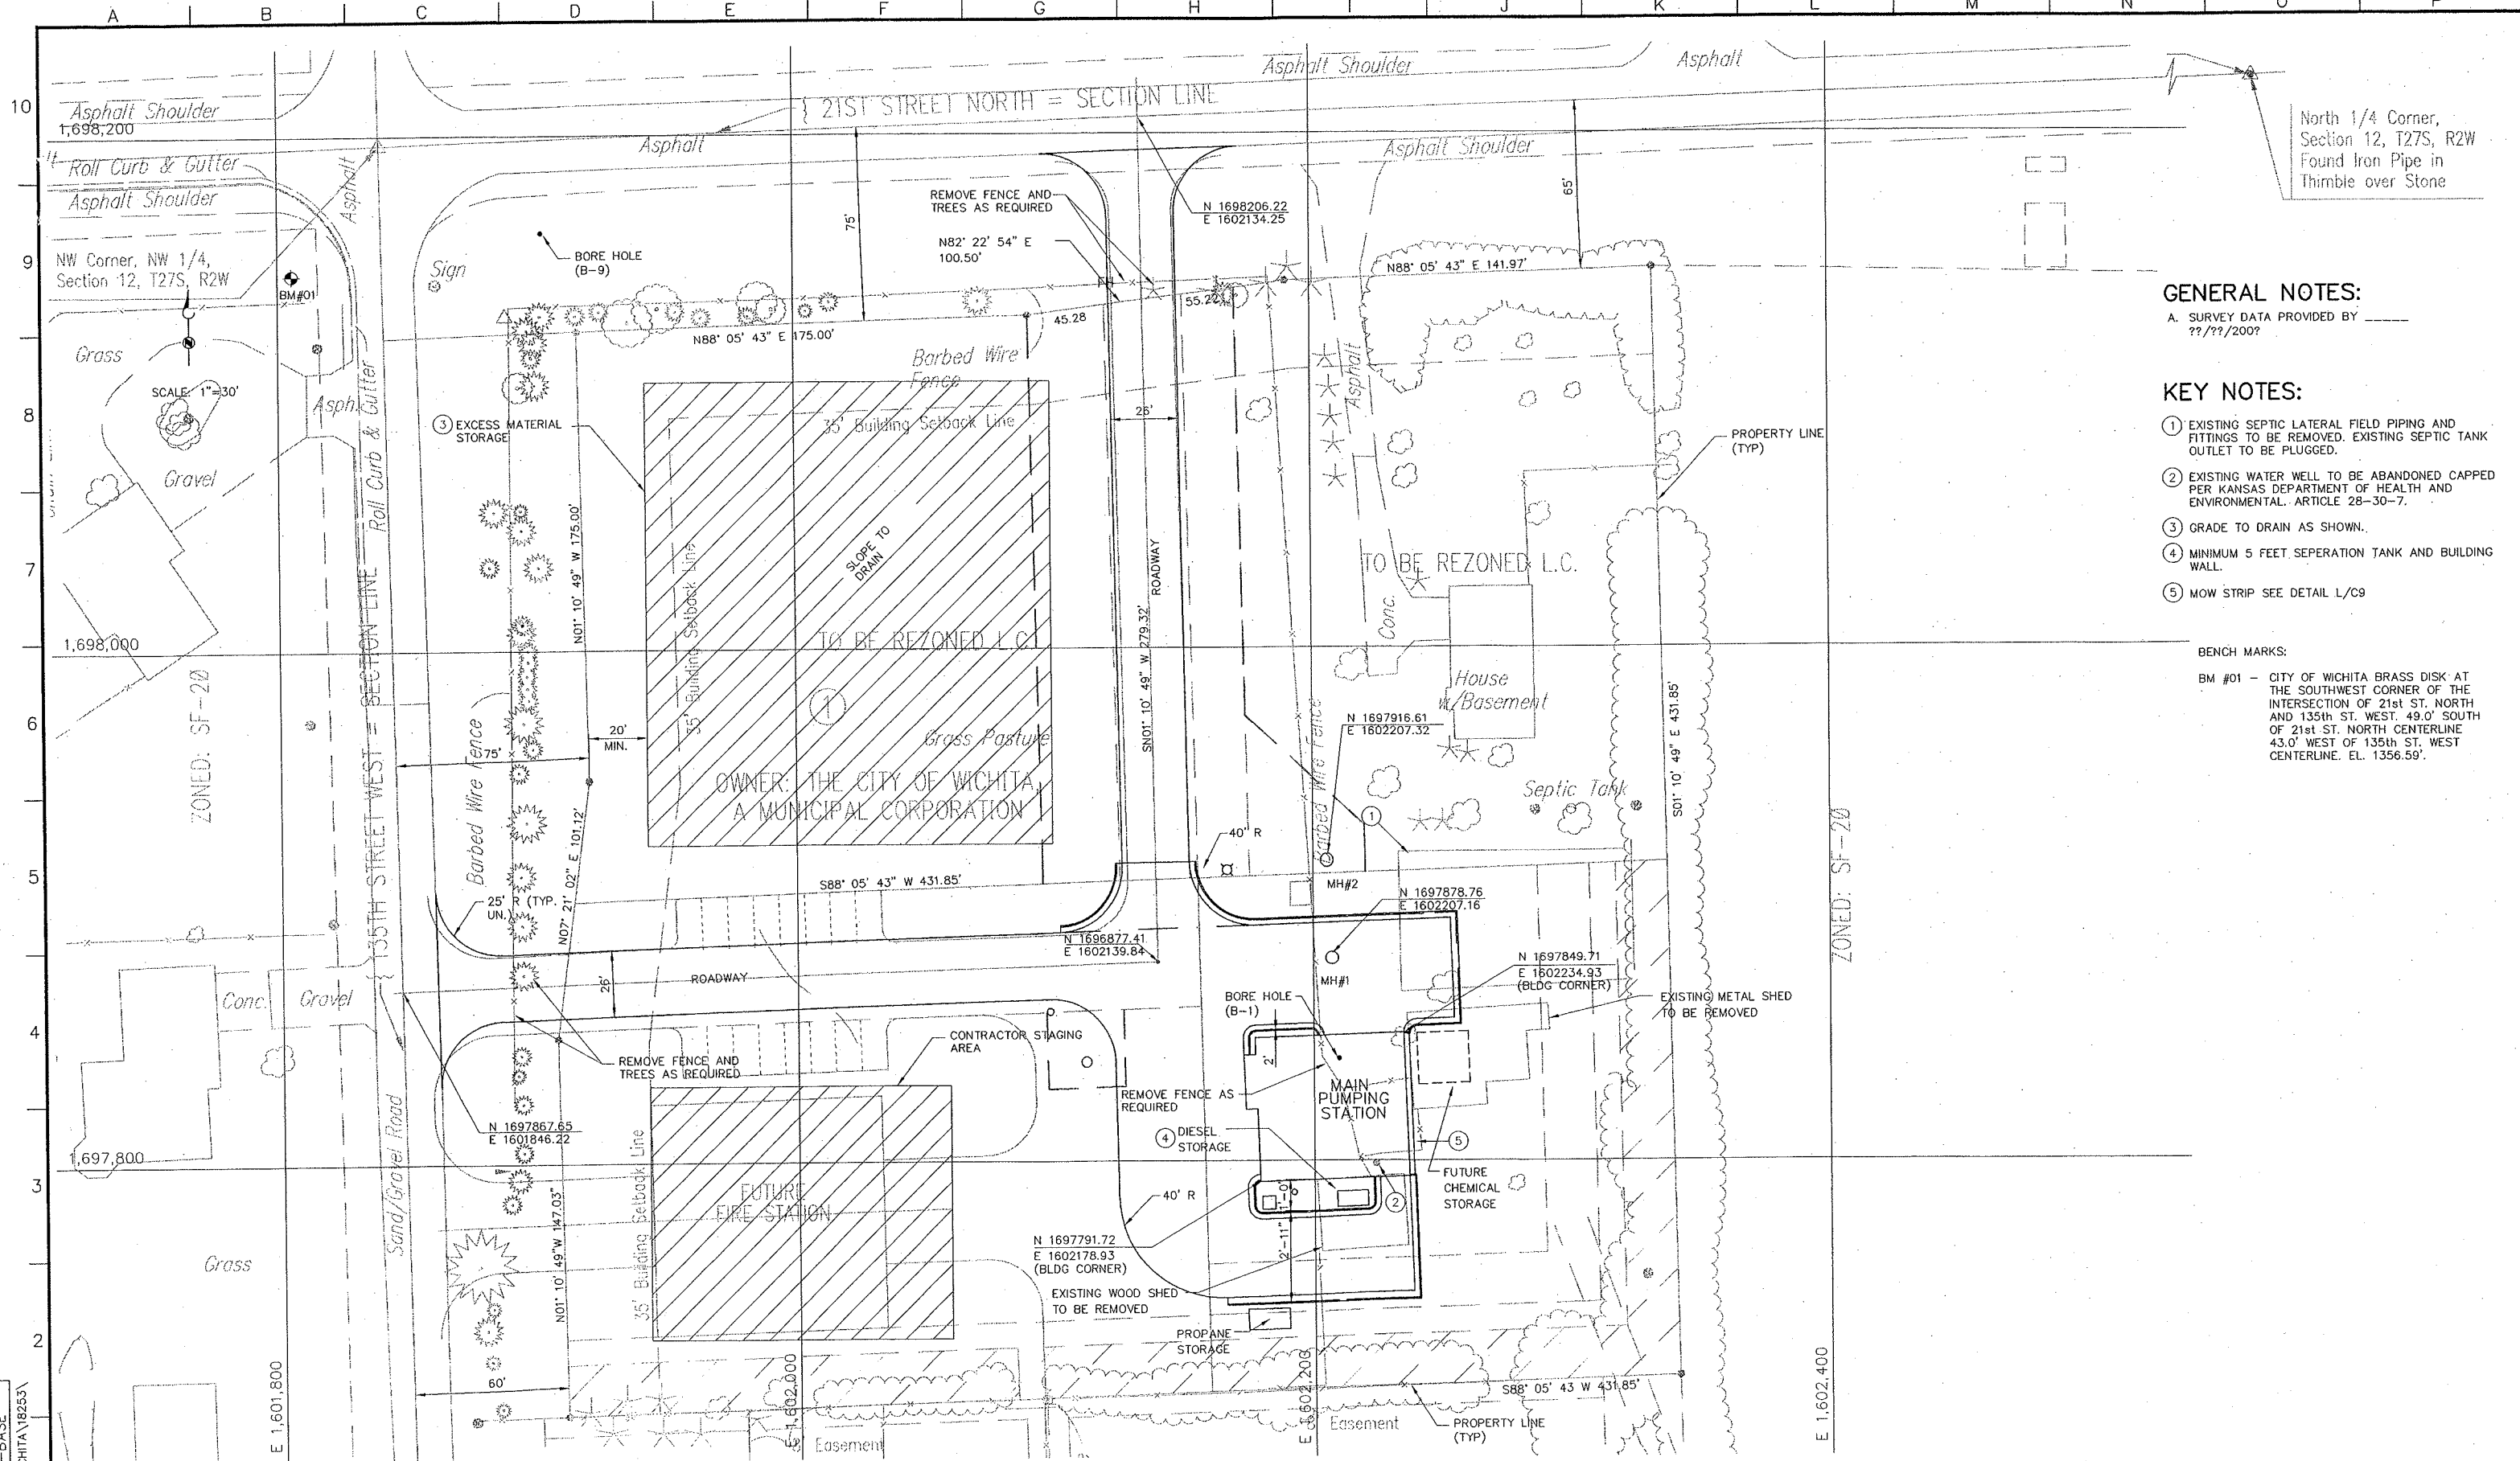 A B C D E F G H J K L M N O P
10
9
8
7
6
5
4
3
2
Asphalt Shoulder
1,698,200
Roll Curb & Gutter
Asphalt Shoulder
Asphalt
NW Corner, NW 1/4,
Section 12, T27S, R2W
BM#01
Grass
SCALE: 1"=30'
Asph.
Gravel
Roll Curb & Gutter
Sign
BORE HOLE
(B-9)
Asphalt
21ST STREET NORTH = SECTION LINE
Asphalt Shoulder
Asphalt
75'
REMOVE FENCE AND
TREES AS REQUIRED
N82° 22' 54" E
100.50'
N 1698206.22
E 1602134.25
Asphalt Shoulder
65'
N88° 05' 43" E 141.97'
55.22
45.28
N88° 05' 43" E 175.00'
Barbed Wire
Fence
3 EXCESS MATERIAL
STORAGE
35' Building Setback Line
26'
Asphalt
PROPERTY LINE
(TYP)
North 1/4 Corner,
Section 12, T27S, R2W
Found Iron Pipe in
Thimble over Stone
GENERAL NOTES:
A. SURVEY DATA PROVIDED BY _____
??/??/200?
KEY NOTES:
1 EXISTING SEPTIC LATERAL FIELD PIPING AND
FITTINGS TO BE REMOVED. EXISTING SEPTIC TANK
OUTLET TO BE PLUGGED.
2 EXISTING WATER WELL TO BE ABANDONED CAPPED
PER KANSAS DEPARTMENT OF HEALTH AND
ENVIRONMENTAL. ARTICLE 28-30-7.
3 GRADE TO DRAIN AS SHOWN.
4 MINIMUM 5 FEET SEPERATION TANK AND BUILDING
WALL.
5 MOW STRIP SEE DETAIL L/C9
BENCH MARKS:
BM #01 - CITY OF WICHITA BRASS DISK AT
THE SOUTHWEST CORNER OF THE
INTERSECTION OF 21st ST. NORTH
AND 135th ST. WEST. 49.0' SOUTH
OF 21st ST. NORTH CENTERLINE
43.0' WEST OF 135th ST. WEST
CENTERLINE. EL. 1356.59'.
N01° 10' 49" W 175.00'
SLOPE TO
DRAIN
35' Building Setback Line
ROADWAY
SN01° 10' 49" W 279.32'
TO BE REZONED L.C.
Conc.
1,698,000
TO BE REZONED L.C.
1
House
w/Basement
ZONED: SF-20
135TH STREET WEST = SECTION LINE
Barbed Wire Fence
75'
20'
MIN.
Grass Pasture
N 1697916.61
E 1602207.32
OWNER: THE CITY OF WICHITA,
A MUNICIPAL CORPORATION
Septic Tank
S01° 10' 49" E 431.85'
Barbed Wire Fence
1
ZONED: SF-20
N07° 21' 02" E 101.12'
40' R
S88° 05' 43" W 431.85'
MH#2
25' R (TYP.
UN.)
N 1697878.76
E 1602207.16
N 1696877.41
E 1602139.84
ROADWAY
26'
MH#1
N 1697849.71
E 1602234.93
(BLDG CORNER)
Conc.
Gravel
BORE HOLE
(B-1)
EXISTING METAL SHED
TO BE REMOVED
REMOVE FENCE AND
TREES AS REQUIRED
CONTRACTOR STAGING
AREA
2'
REMOVE FENCE AS
REQUIRED
MAIN
PUMPING
STATION
N 1697867.65
E 1601846.22
4 DIESEL
STORAGE
5
1,697,800
Sand/Gravel Road
FUTURE
CHEMICAL
STORAGE
2
FUTURE
FIRE STATION
35' Building Setback Line
N01° 10' 49"W 147.03"
40' R
Grass
N 1697791.72
E 1602178.93
(BLDG CORNER)
EXISTING WOOD SHED
TO BE REMOVED
PROPANE
STORAGE
60'
S88° 05' 43 W 431.85'
E 1,601,800
E 1,602,000
E 1,602,200
E 1,602,400
Easement
Easement
PROPERTY LINE
(TYP)